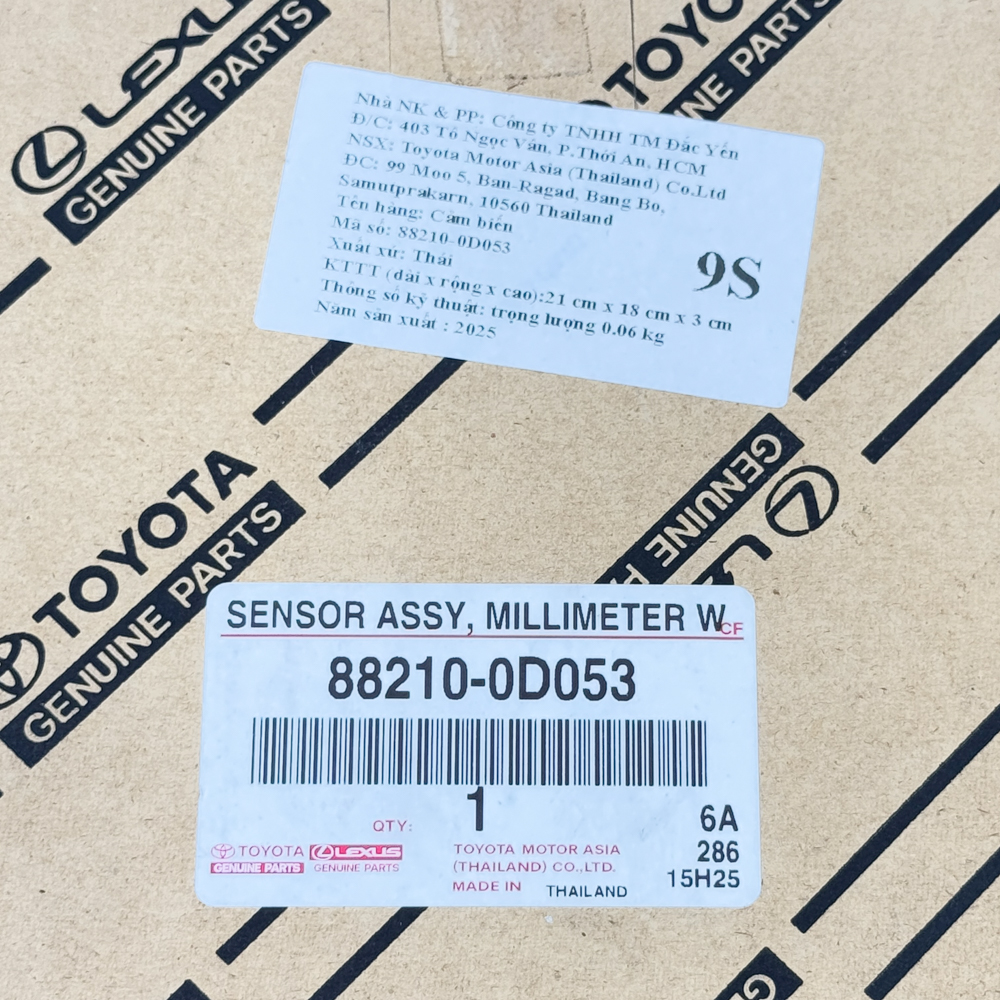 LEXUS
GENUINE PARTS
TOYOTA
GENUINE PARTS
Nhà NK & PP: Công ty TNHH TM Đắc Yến
Đ/C: 403 Tô Ngọc Vân, P.Thới An, HCM
NSX: Toyota Motor Asia (Thailand) Co.Ltd
ĐC: 99 Moo 5, Ban-Ragad, Bang Bo,
Samutprakarn, 10560 Thailand
Tên hàng: Cảm biến
Mã số: 88210-0D053
Xuất xứ: Thái
KTTT (dài x rộng x cao):21 cm x 18 cm x 3 cm
Thông số kỹ thuật: trọng lượng 0.06 kg
Năm sản xuất : 2025
9S
TOYOTA
GENUINE PARTS
GENUINE
SENSOR ASSY, MILLIMETER W
CF
88210-0D053
QTY: 1
6A
286
15H25
TOYOTA
GENUINE PARTS
LEXUS
GENUINE PARTS
TOYOTA MOTOR ASIA
(THAILAND) CO.,LTD.
MADE IN THAILAND